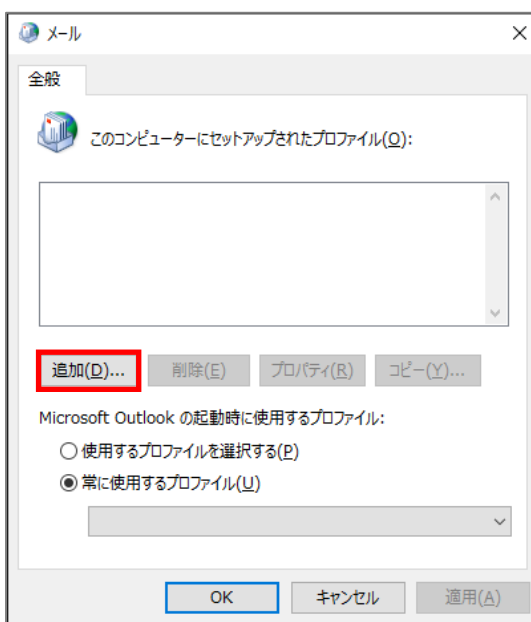 メール
全般
このコンピューターにセットアップされたプロファイル(O):
追加(D)... 削除(E) プロパティ(R) コピー(Y)...
Microsoft Outlook の起動時に使用するプロファイル:
使用するプロファイルを選択する(P)
常に使用するプロファイル(U)
OK キャンセル 適用(A)